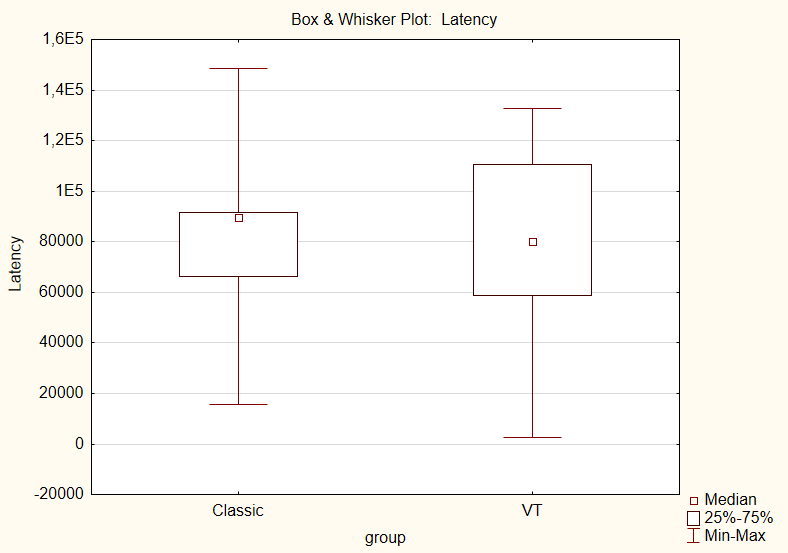 Box & Whisker Plot: Latency
1,6E5
1,4E5
1,2E5
1E5
80000
60000
40000
20000
0
-20000
Latency
Classic
VT
group
Median
25%-75%
Min-Max